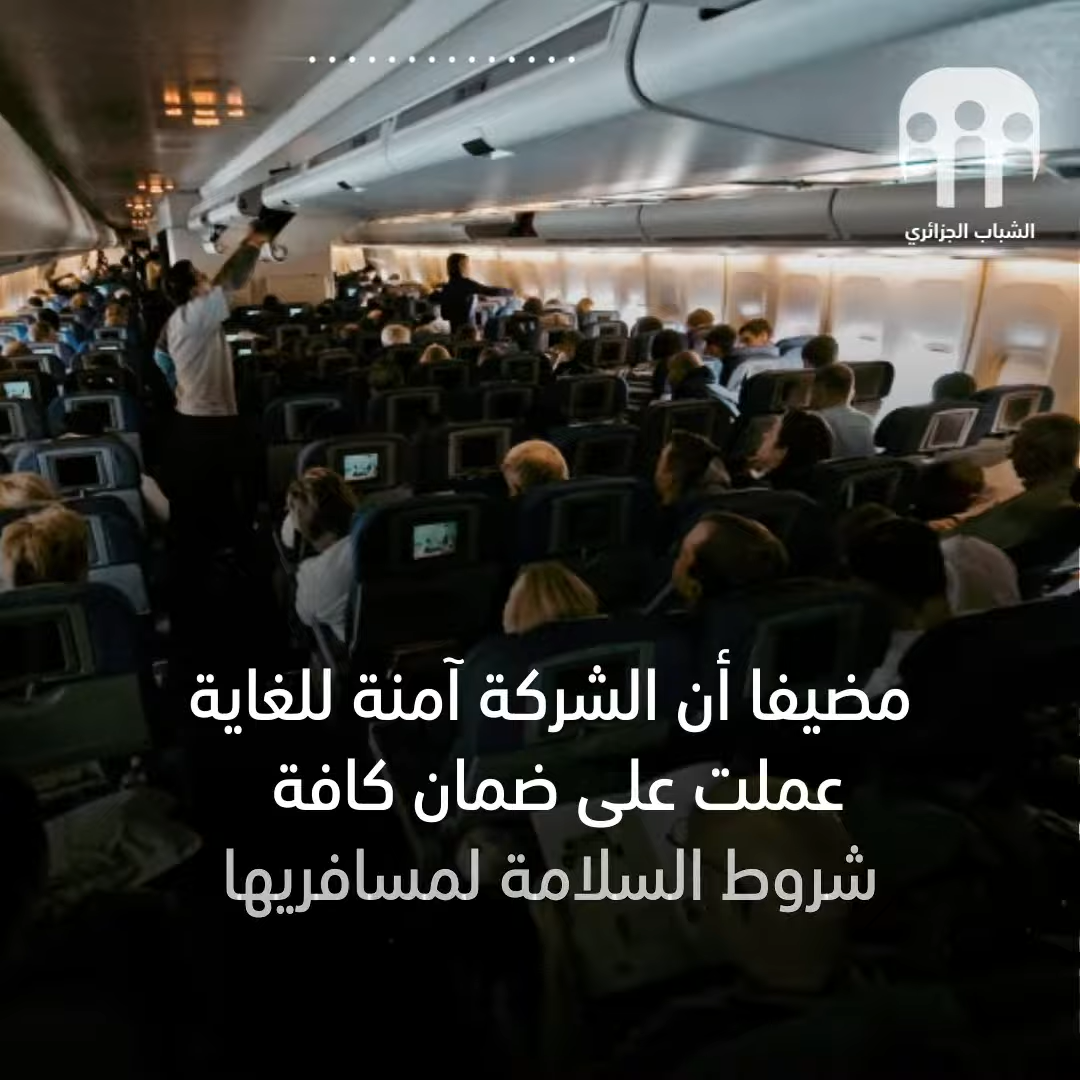 الشباب الجزائري
مضيفا أن الشركة آمنة للغاية
عملت على ضمان كافة
شروط السلامة لمسافريها